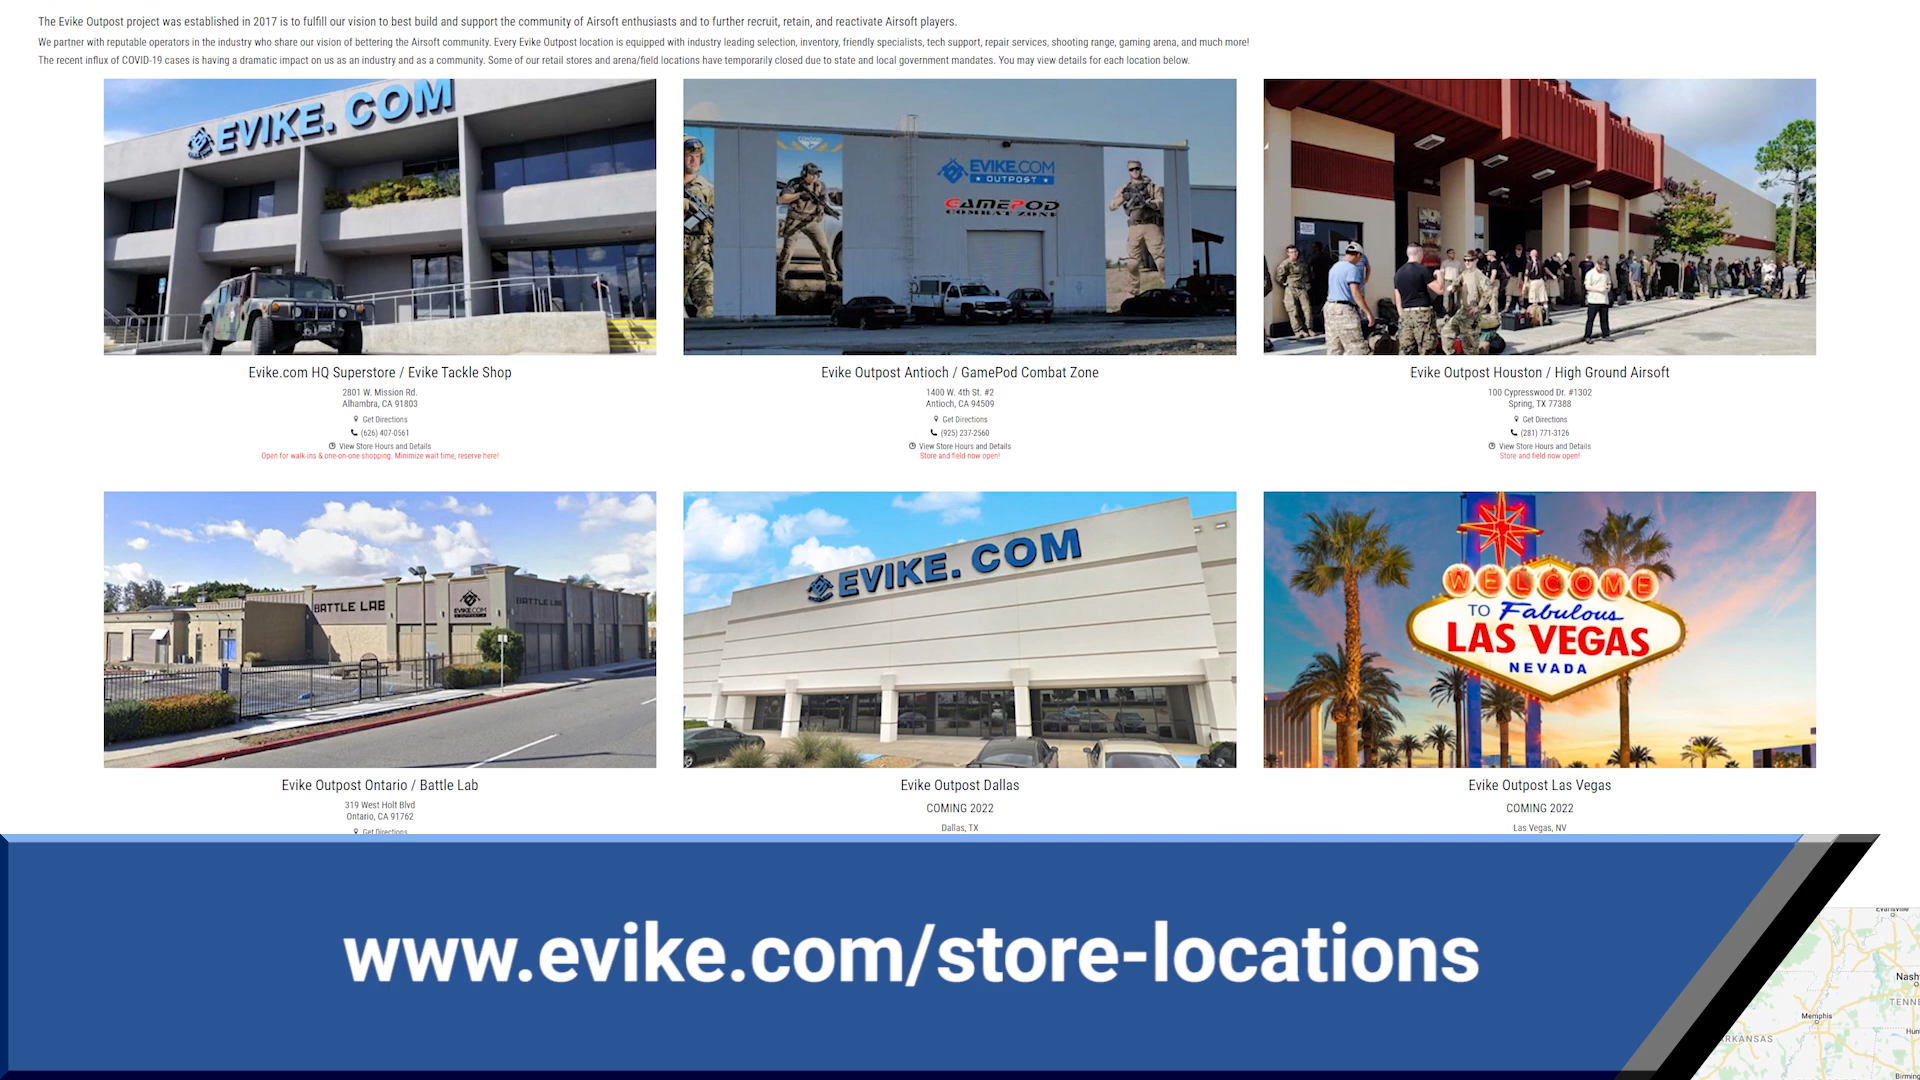 The Evike Outpost project was established in 2017 is to fulfill our vision to best build and support the community of Airsoft enthusiasts and to further recruit, retain, and reactivate Airsoft players.
We partner with reputable operators in the industry who share our vision of bettering the Airsoft community. Every Evike Outpost location is equipped with industry leading selection, inventory, friendly specialists, tech support, repair services, shooting range, gaming arena, and much more!
The recent influx of COVID-19 cases is having a dramatic impact on us as an industry and as a community. Some of our retail stores and arena/field locations have temporarily closed due to state and local government mandates. You may view details for each location below.
EVIKE.COM
EVIKE.COM
OUTPOST
GAMEPOD
COMBAT ZONE
Evike.com HQ Superstore / Evike Tackle Shop
2801 W. Mission Rd.
Alhambra, CA 91803
Get Directions
(626) 407-0561
View Store Hours and Details
Open for walk-ins & one-on-one shopping. Minimize wait time, reserve here!
Evike Outpost Antioch / GamePod Combat Zone
1400 W. 4th St. #2
Antioch, CA 94509
Get Directions
(925) 237-2560
View Store Hours and Details
Store and field now open!
Evike Outpost Houston / High Ground Airsoft
100 Cypresswood Dr. #1302
Spring, TX 77388
Get Directions
(281) 771-3126
View Store Hours and Details
Store and field now open!
BATTLE LAB
EVIKE.COM
BATTLE LAB
EVIKE.COM
WELCOME
TO Fabulous
LAS VEGAS
NEVADA
Evike Outpost Ontario / Battle Lab
319 West Holt Blvd
Ontario, CA 91762
Get Directions
Evike Outpost Dallas
COMING 2022
Dallas, TX
Evike Outpost Las Vegas
COMING 2022
Las Vegas, NV
www.evike.com/store-locations
Evansville
Nash
TENNE
Memphis
Hun
ARKANSAS
Birming